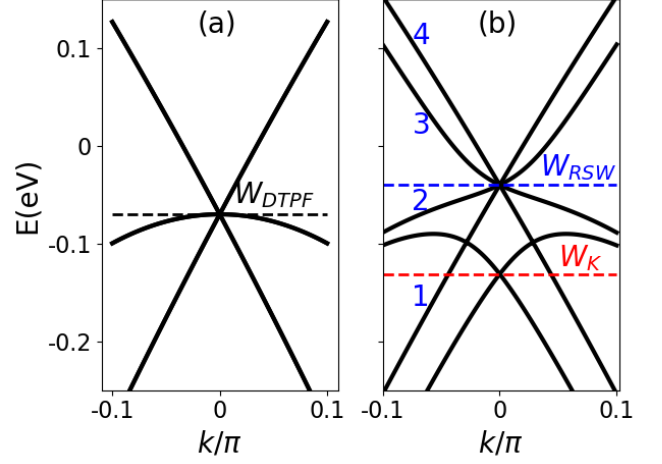 (a)
(b)
E(eV)
0.1
0
-0.1
-0.2
W_DTPF
-0.1
0
0.1
k/π
4
3
2
1
W_RSW
W_K
-0.1
0
0.1
k/π